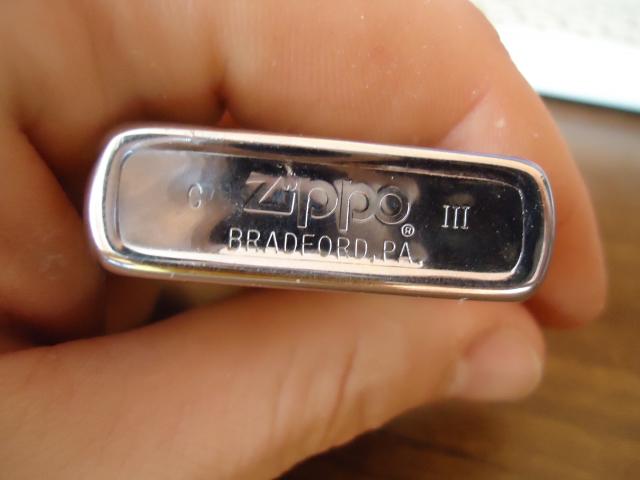 C Zippo® III
BRADFORD, PA.